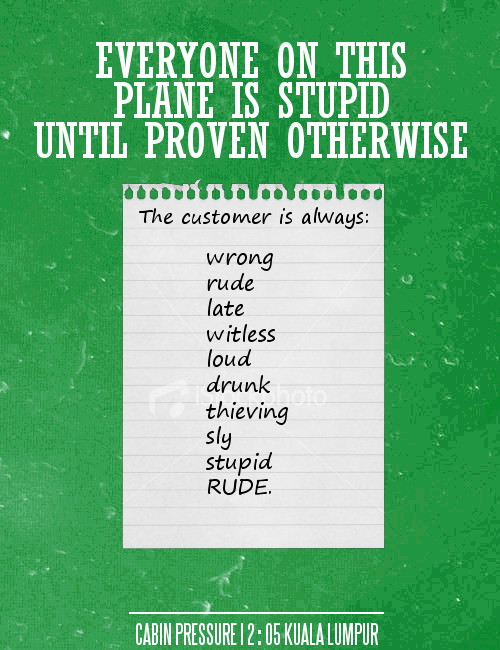 EVERYONE ON THIS
PLANE IS STUPID
UNTIL PROVEN OTHERWISE
The customer is always:
wrong
rude
late
witless
loud
drunk
iStockphoto
thieving
sly
stupid
RUDE.
CABIN PRESSURE | 2 : 05 KUALA LUMPUR